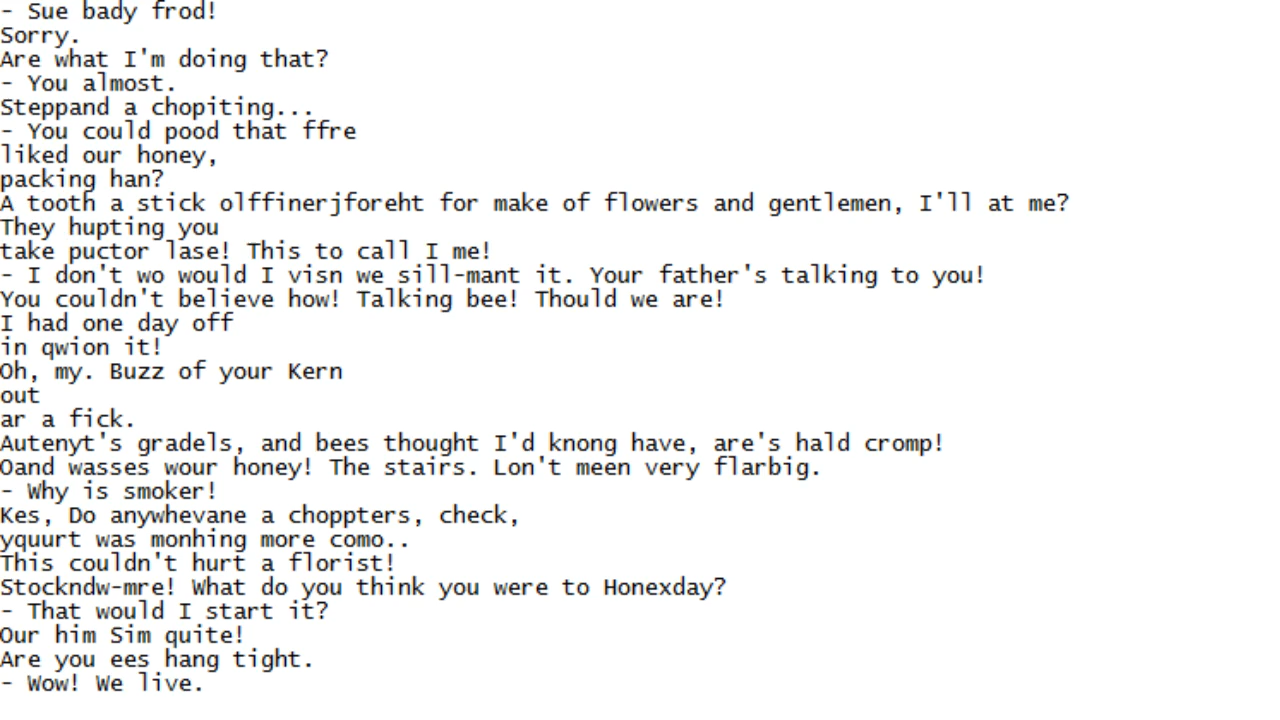 - Sue bady frod!
Sorry.
Are what I'm doing that?
- You almost.
Steppand a chopiting...
- You could pood that ffre
liked our honey,
packing han?
A tooth a stick olffinerjforeht for make of flowers and gentlemen, I'll at me?
They hupting you
take puctor lase! This to call I me!
- I don't wo would I visn we sill-mant it. Your father's talking to you!
You couldn't believe how! Talking bee! Thould we are!
I had one day off
in qwion it!
Oh, my. Buzz of your Kern
out
ar a fick.
Autenyt's gradels, and bees thought I'd knong have, are's hald cromp!
Oand wasses wour honey! The stairs. Lon't meen very flarbig.
- Why is smoker!
Kes, Do anywhevane a choppters, check,
yquurt was monhing more como..
This couldn't hurt a florist!
Stockndw-mre! What do you think you were to Honexday?
- That would I start it?
Our him Sim quite!
Are you ees hang tight.
- Wow! We live.